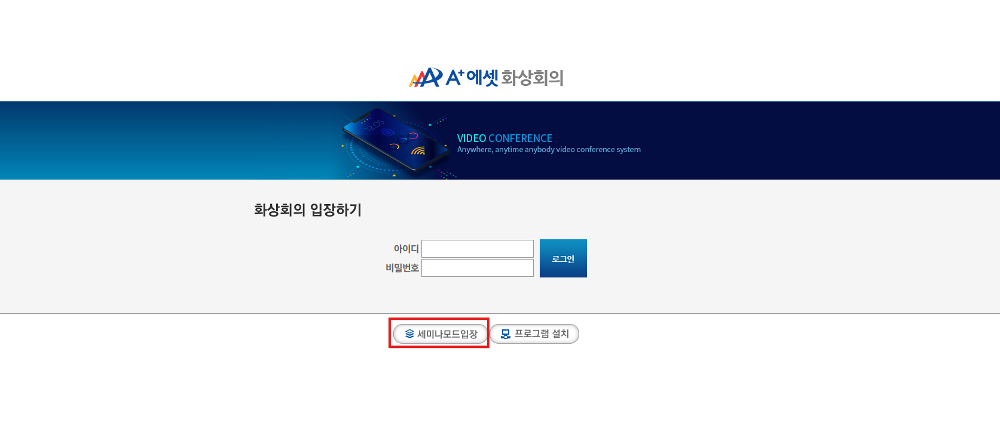 A+에셋 화상회의
12:05
VIDEO CONFERENCE
Anywhere, anytime anybody video conference system
화상회의 입장하기
아이디
비밀번호
로그인
세미나모드입장
프로그램 설치